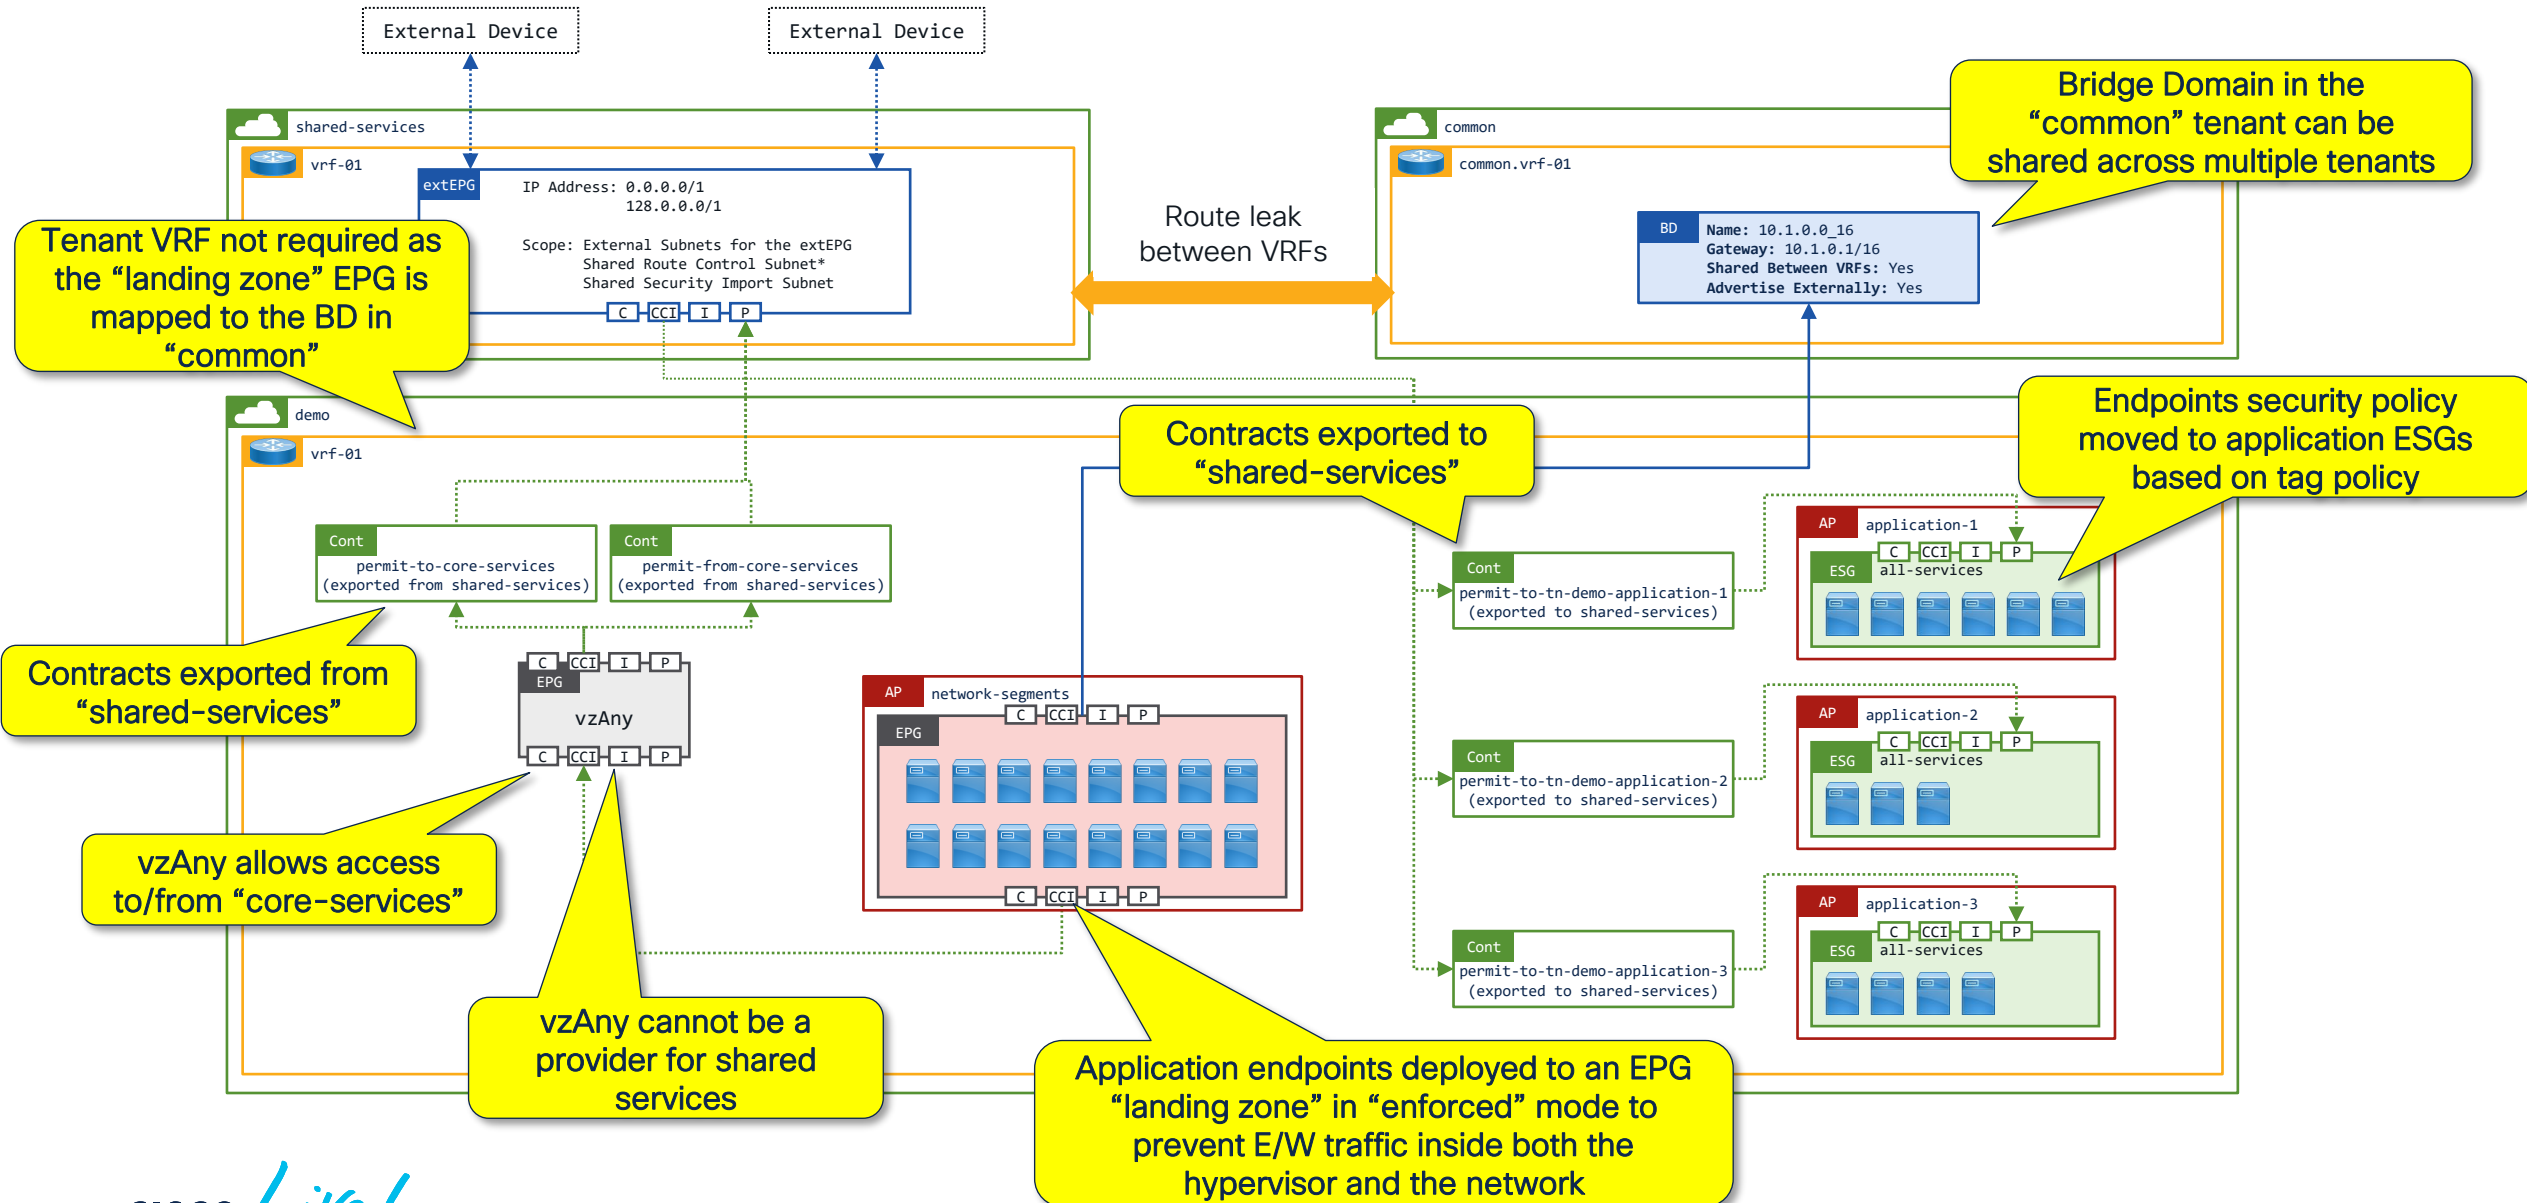 External Device
External Device
shared-services
vrf-01
extEPG
IP Address: 0.0.0.0/1
128.0.0.0/1
Scope: External Subnets for the extEPG
Shared Route Control Subnet*
Shared Security Import Subnet
C CCI I P
Tenant VRF not required as
the “landing zone” EPG is
mapped to the BD in
“common”
Route leak
between VRFs
common
common.vrf-01
BD
Name: 10.1.0.0_16
Gateway: 10.1.0.1/16
Shared Between VRFs: Yes
Advertise Externally: Yes
Bridge Domain in the
“common” tenant can be
shared across multiple tenants
demo
vrf-01
Contracts exported to
“shared-services”
Endpoints security policy
moved to application ESGs
based on tag policy
Cont
permit-to-core-services
(exported from shared-services)
Cont
permit-from-core-services
(exported from shared-services)
Contracts exported from
“shared-services”
C CCI I P
EPG
vzAny
C CCI I P
vzAny allows access
to/from “core-services”
vzAny cannot be a
provider for shared
services
AP
network-segments
C CCI I P
EPG
C CCI I P
Application endpoints deployed to an EPG
“landing zone” in “enforced” mode to
prevent E/W traffic inside both the
hypervisor and the network
Cont
permit-to-tn-demo-application-1
(exported to shared-services)
AP
application-1
C CCI I P
ESG
all-services
Cont
permit-to-tn-demo-application-2
(exported to shared-services)
AP
application-2
C CCI I P
ESG
all-services
Cont
permit-to-tn-demo-application-3
(exported to shared-services)
AP
application-3
C CCI I P
ESG
all-services